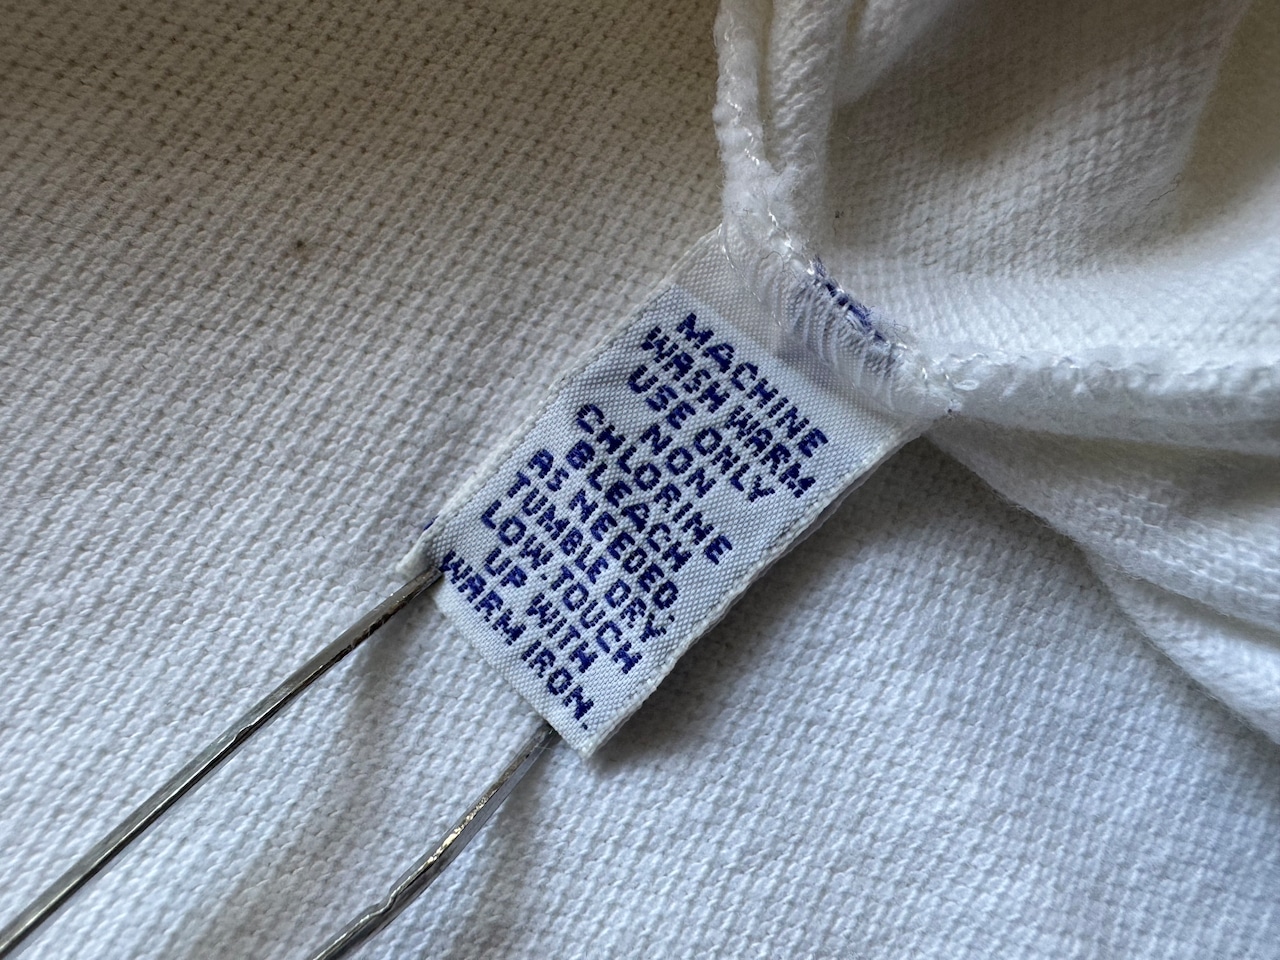 MACHINE
WASH WARM
USE ONLY
NON
CHLORINE
BLEACH
AS NEEDED.
TUMBLE DRY
LOW.TOUCH
UP WITH
WARM IRON.